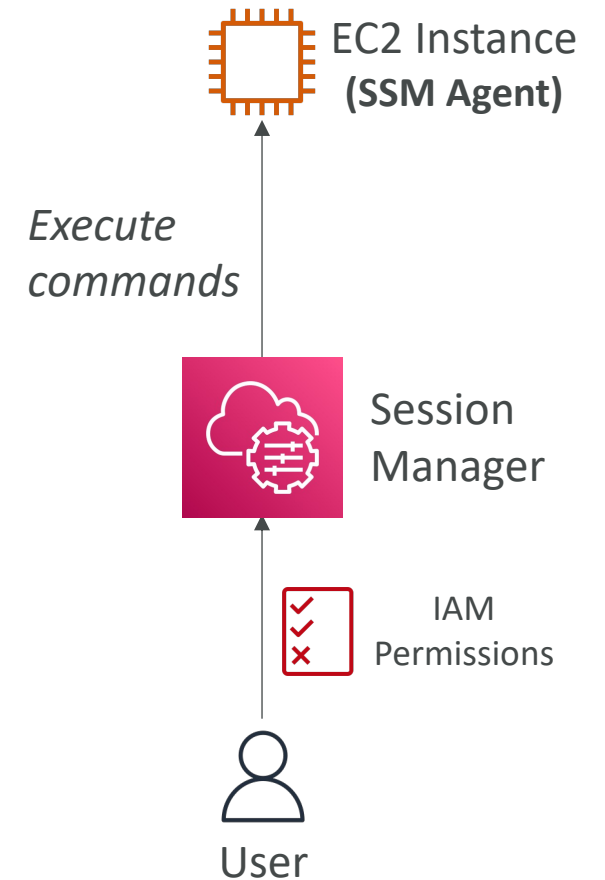 EC2 Instance
(SSM Agent)
Execute
commands
Session
Manager
IAM
Permissions
User